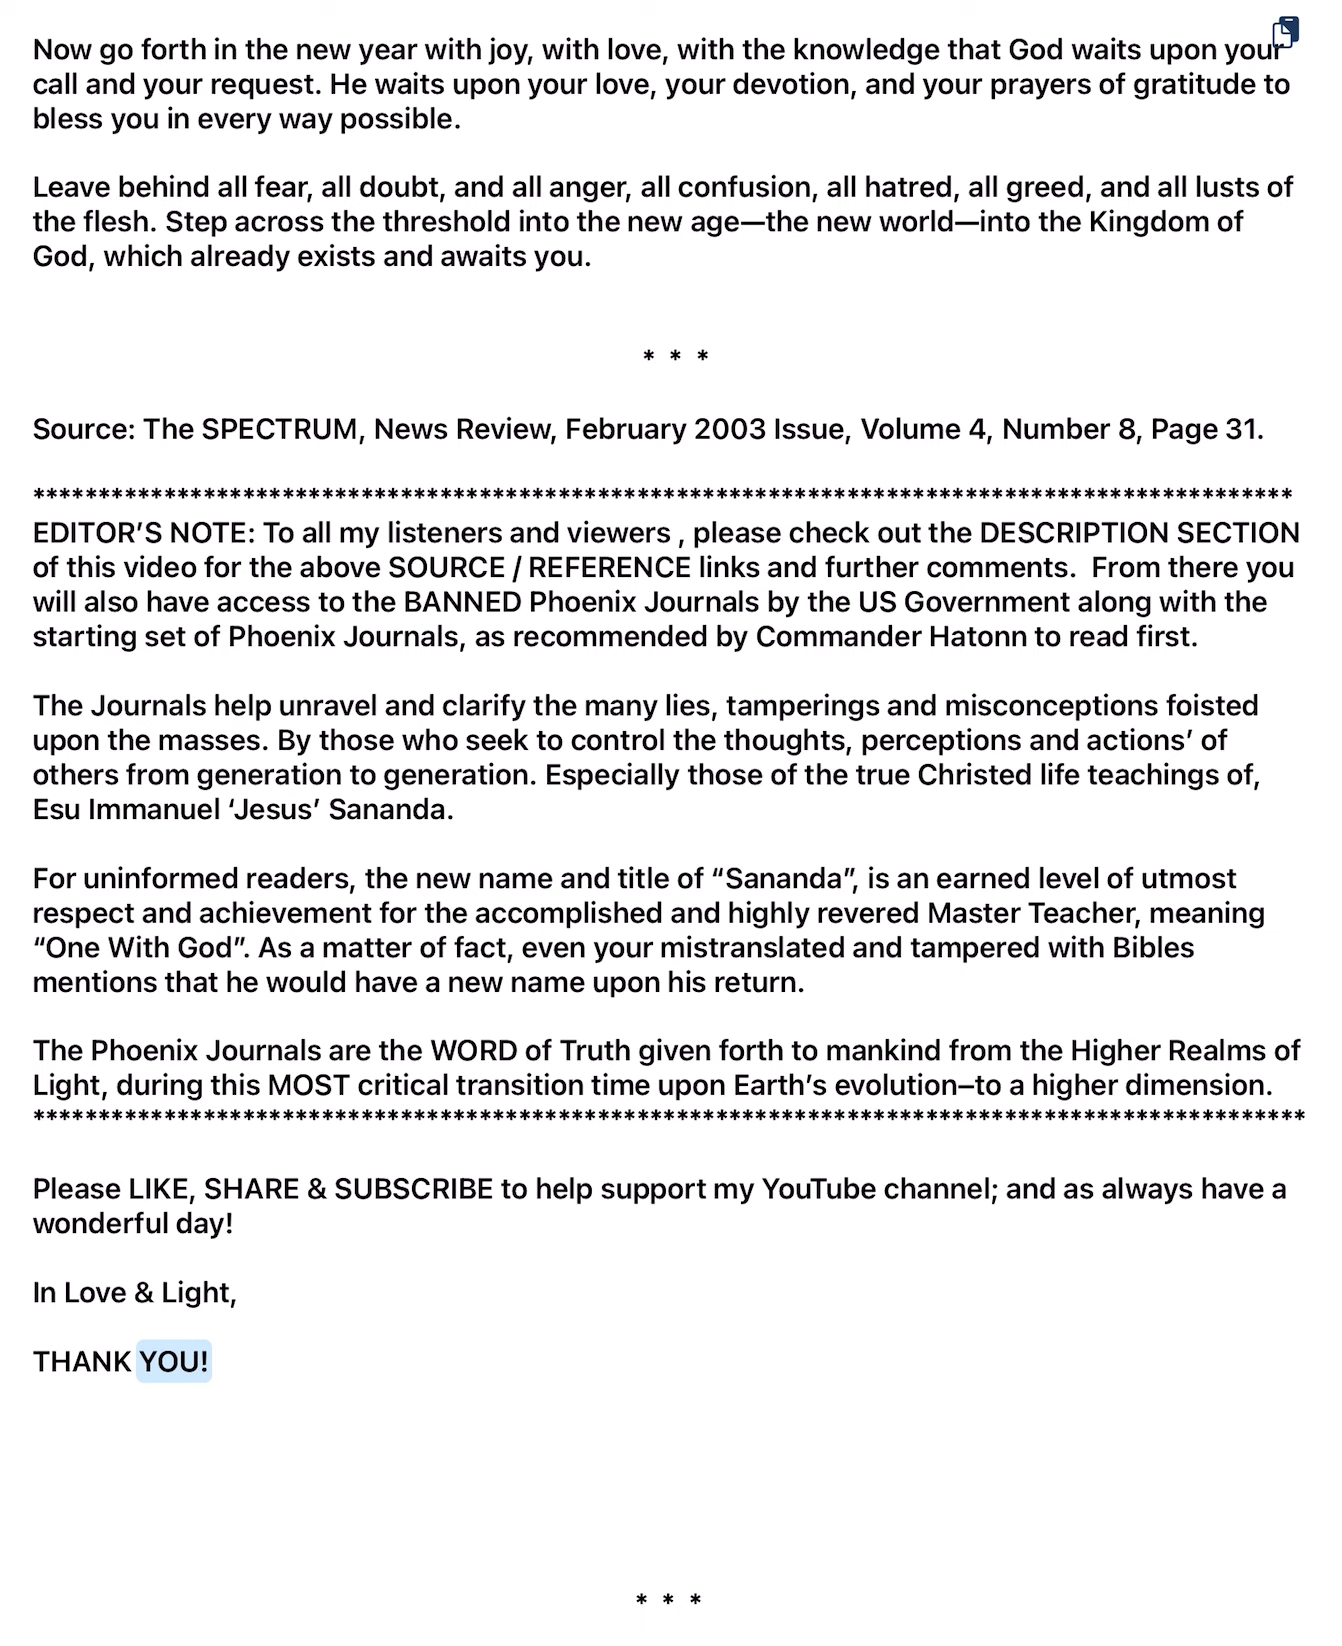 Now go forth in the new year with joy, with love, with the knowledge that God waits upon your
call and your request. He waits upon your love, your devotion, and your prayers of gratitude to
bless you in every way possible.
Leave behind all fear, all doubt, and all anger, all confusion, all hatred, all greed, and all lusts of
the flesh. Step across the threshold into the new age—the new world—into the Kingdom of
God, which already exists and awaits you.
* * *
Source: The SPECTRUM, News Review, February 2003 Issue, Volume 4, Number 8, Page 31.
****************************************************************************************************
EDITOR’S NOTE: To all my listeners and viewers , please check out the DESCRIPTION SECTION
of this video for the above SOURCE / REFERENCE links and further comments.  From there you
will also have access to the BANNED Phoenix Journals by the US Government along with the
starting set of Phoenix Journals, as recommended by Commander Hatonn to read first.
The Journals help unravel and clarify the many lies, tamperings and misconceptions foisted
upon the masses. By those who seek to control the thoughts, perceptions and actions’ of
others from generation to generation. Especially those of the true Christed life teachings of,
Esu Immanuel ‘Jesus’ Sananda.
For uninformed readers, the new name and title of “Sananda”, is an earned level of utmost
respect and achievement for the accomplished and highly revered Master Teacher, meaning
“One With God”. As a matter of fact, even your mistranslated and tampered with Bibles
mentions that he would have a new name upon his return.
The Phoenix Journals are the WORD of Truth given forth to mankind from the Higher Realms of
Light, during this MOST critical transition time upon Earth’s evolution–to a higher dimension.
*****************************************************************************************************
Please LIKE, SHARE & SUBSCRIBE to help support my YouTube channel; and as always have a
wonderful day!
In Love & Light,
THANK YOU!
* * *